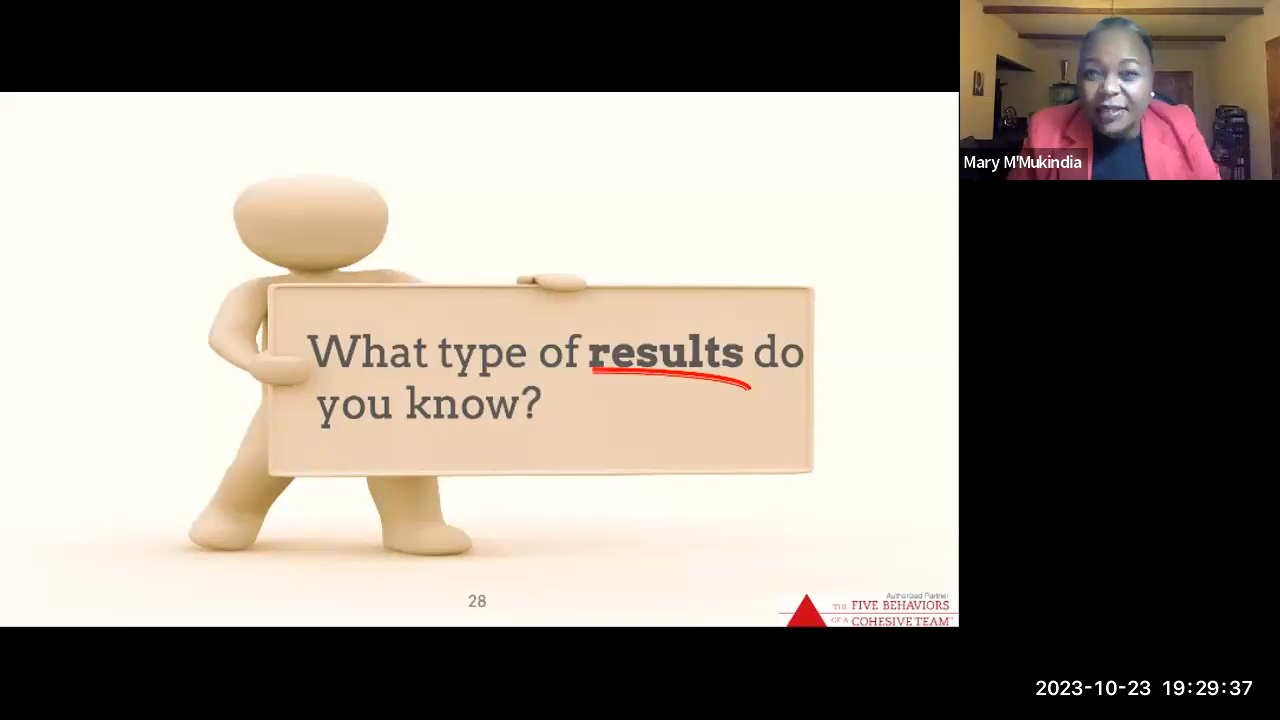 Mary M'Mukindia
What type of results do
you know?
28
Authorized Partner
THE FIVE BEHAVIORS
OF A COHESIVE TEAM™
2023-10-23 19:29:37